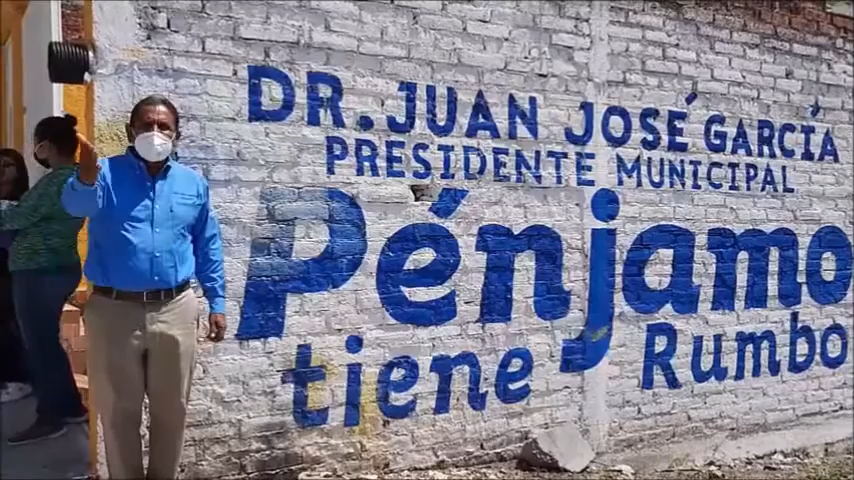 DR. JUAN JOSÉ GARCÍA
PRESIDENTE MUNICIPAL
Pénjamo
tiene Rumbo